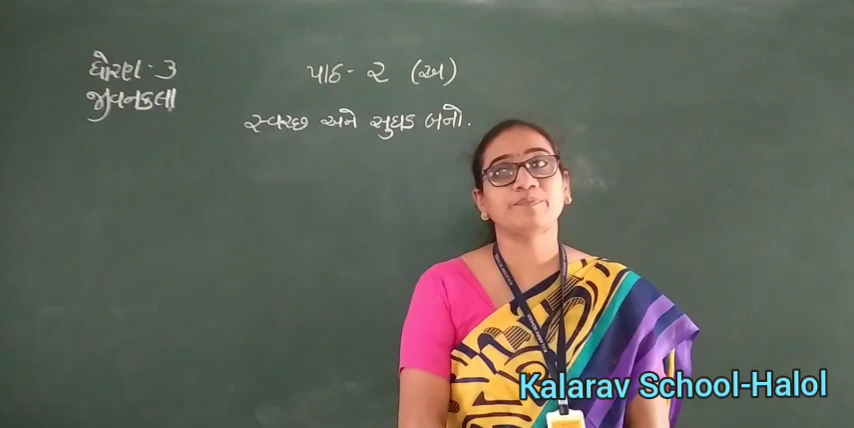 ધોરણ - 3
જીવનકલા
પાઠ - ૨ (અ)
સ્વચ્છ અને સુઘડ બનો.
Kalarav School-Halol